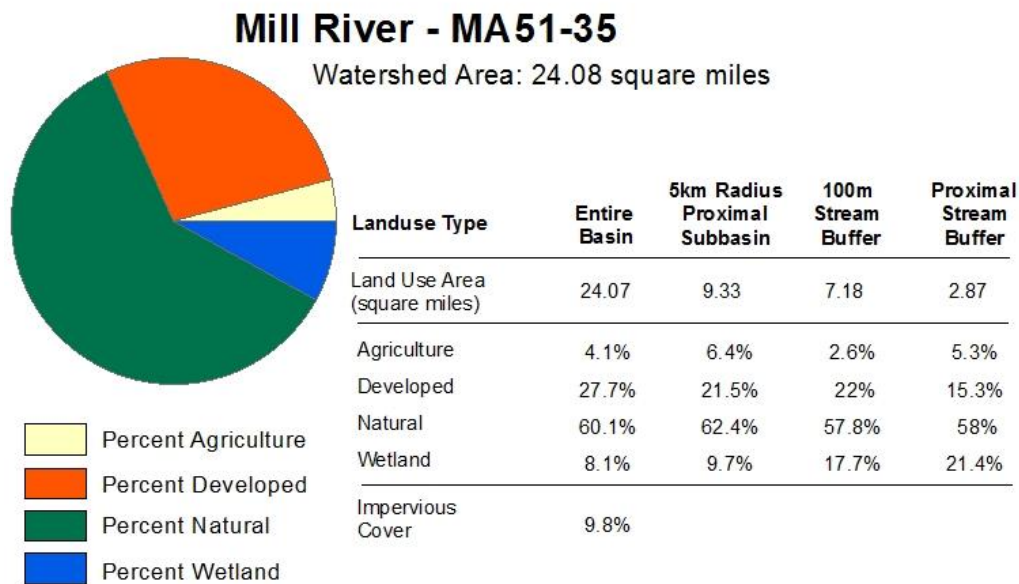 Mill River - MA51-35
Watershed Area: 24.08 square miles
Landuse Type Entire Basin 5km Radius Proximal Subbasin 100m Stream Buffer Proximal Stream Buffer
Land Use Area (square miles) 24.07 9.33 7.18 2.87
Agriculture 4.1% 6.4% 2.6% 5.3%
Developed 27.7% 21.5% 22% 15.3%
Natural 60.1% 62.4% 57.8% 58%
Wetland 8.1% 9.7% 17.7% 21.4%
Impervious Cover 9.8%
Percent Agriculture
Percent Developed
Percent Natural
Percent Wetland